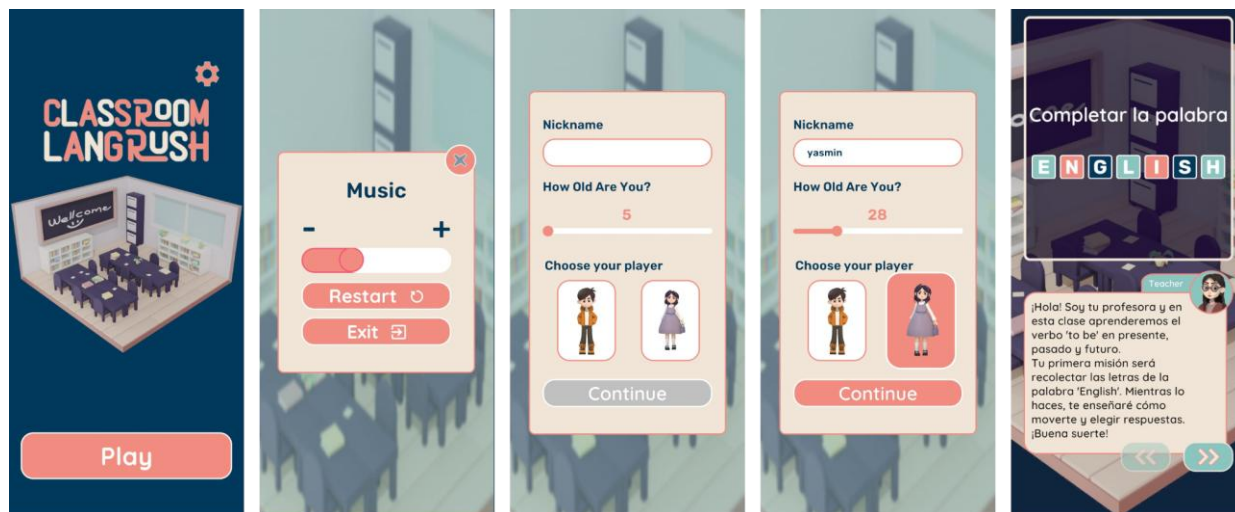 CLASSROOM
LANGRUSH
Wellcome
Play
Music
- +
Restart
Exit
Nickname
How Old Are You?
5
Choose your player
Continue
Nickname
yasmin
How Old Are You?
28
Choose your player
Continue
Completar la palabra
ENGLISH
Teacher
¡Hola! Soy tu profesora y en
esta clase aprenderemos el
verbo 'to be' en presente,
pasado y futuro.
Tu primera misión será
recolectar las letras de la
palabra 'English'. Mientras lo
haces, te enseñaré cómo
moverte y elegir respuestas.
¡Buena suerte!